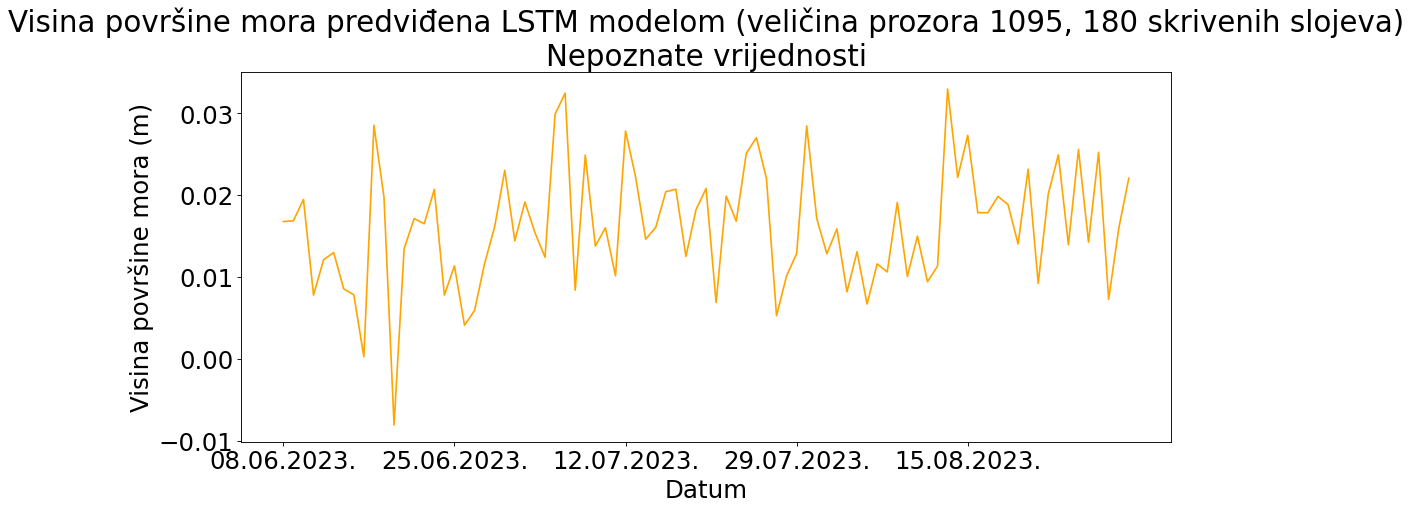 Visina površine mora predviđena LSTM modelom (veličina prozora 1095, 180 skrivenih slojeva)
Nepoznate vrijednosti
Visina površine mora (m)
0.03
0.02
0.01
0.00
−0.01
08.06.2023. 25.06.2023. 12.07.2023. 29.07.2023. 15.08.2023.
Datum